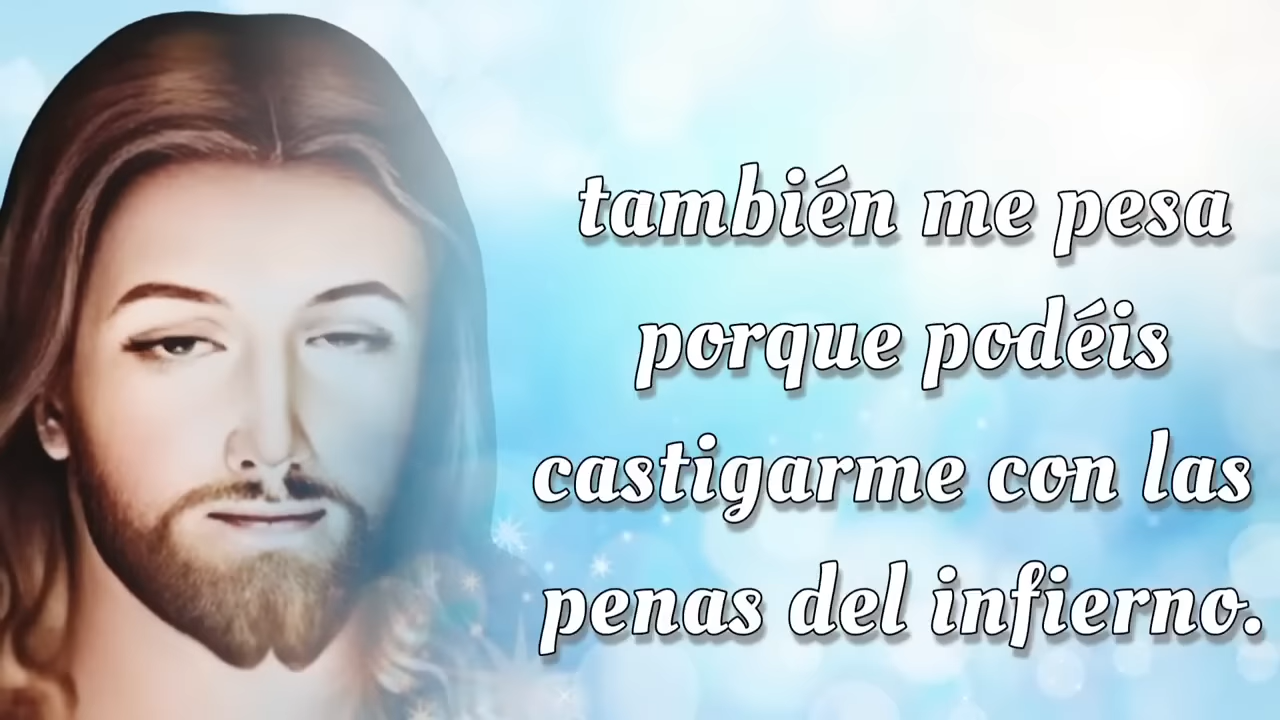 también me pesa
porque podéis
castigarme con las
penas del infierno.